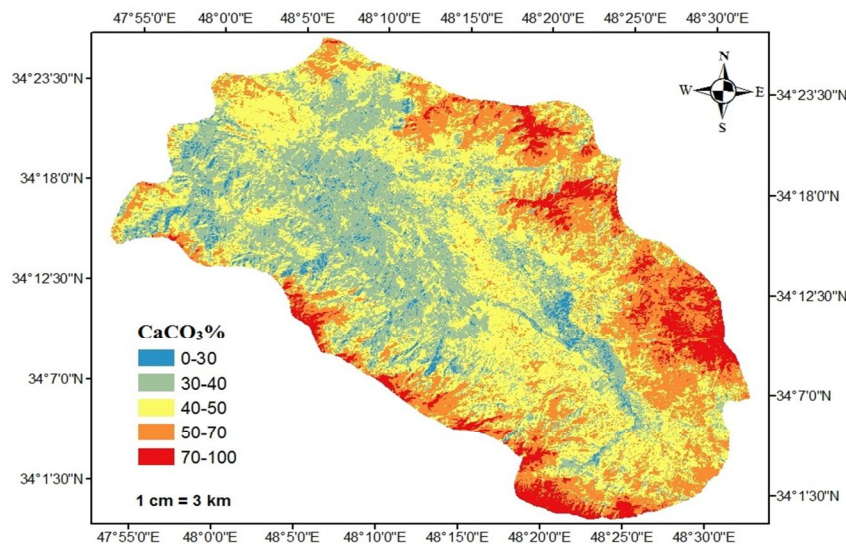 47°55'0"E 48°0'0"E 48°5'0"E 48°10'0"E 48°15'0"E 48°20'0"E 48°25'0"E 48°30'0"E
N
W E
S
34°23'30"N 34°23'30"N
34°18'0"N 34°18'0"N
34°12'30"N 34°12'30"N
CaCO₃%
0-30
30-40
40-50
50-70
70-100
34°7'0"N 34°7'0"N
34°1'30"N 34°1'30"N
1 cm = 3 km
47°55'0"E 48°0'0"E 48°5'0"E 48°10'0"E 48°15'0"E 48°20'0"E 48°25'0"E 48°30'0"E